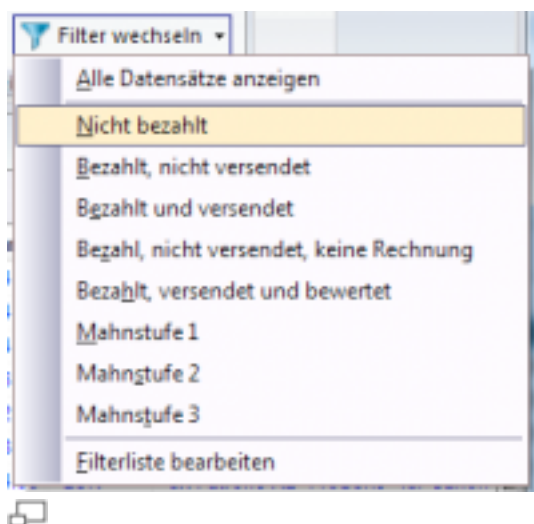 Filter wechseln
Alle Datensätze anzeigen
Nicht bezahlt
Bezahlt, nicht versendet
Bezahlt und versendet
Bezahl, nicht versendet, keine Rechnung
Bezahlt, versendet und bewertet
Mahnstufe 1
Mahnstufe 2
Mahnstufe 3
Filterliste bearbeiten